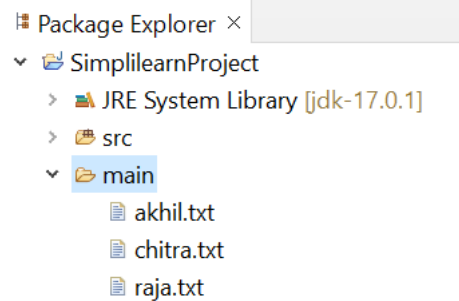 Package Explorer
SimplilearnProject
JRE System Library [jdk-17.0.1]
src
main
akhil.txt
chitra.txt
raja.txt